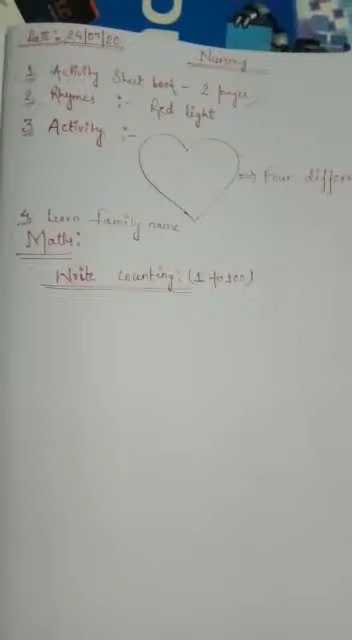 Date: 24/07/20
Nursery
1 Activity Sheet book - 2 pages
2 Rhymes :- Red light
3 Activity :-
⇒ Four differen
4 Learn family name
Maths:
Write counting: (1 to 100)